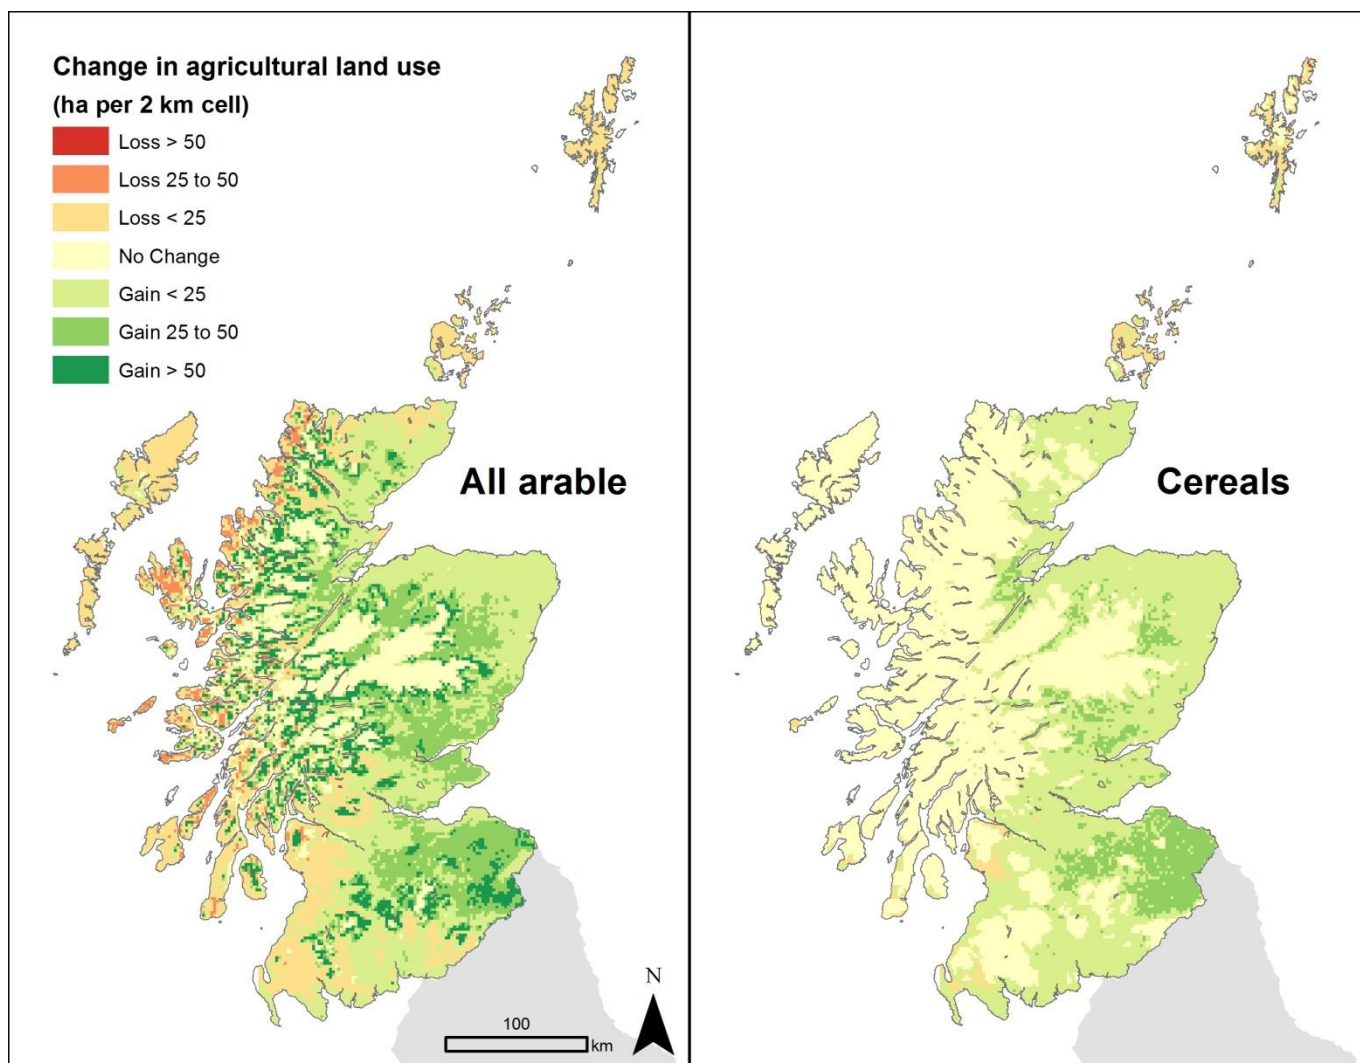 Change in agricultural land use
(ha per 2 km cell)
Loss > 50
Loss 25 to 50
Loss < 25
No Change
Gain < 25
Gain 25 to 50
Gain > 50
All arable
Cereals
N
100
km